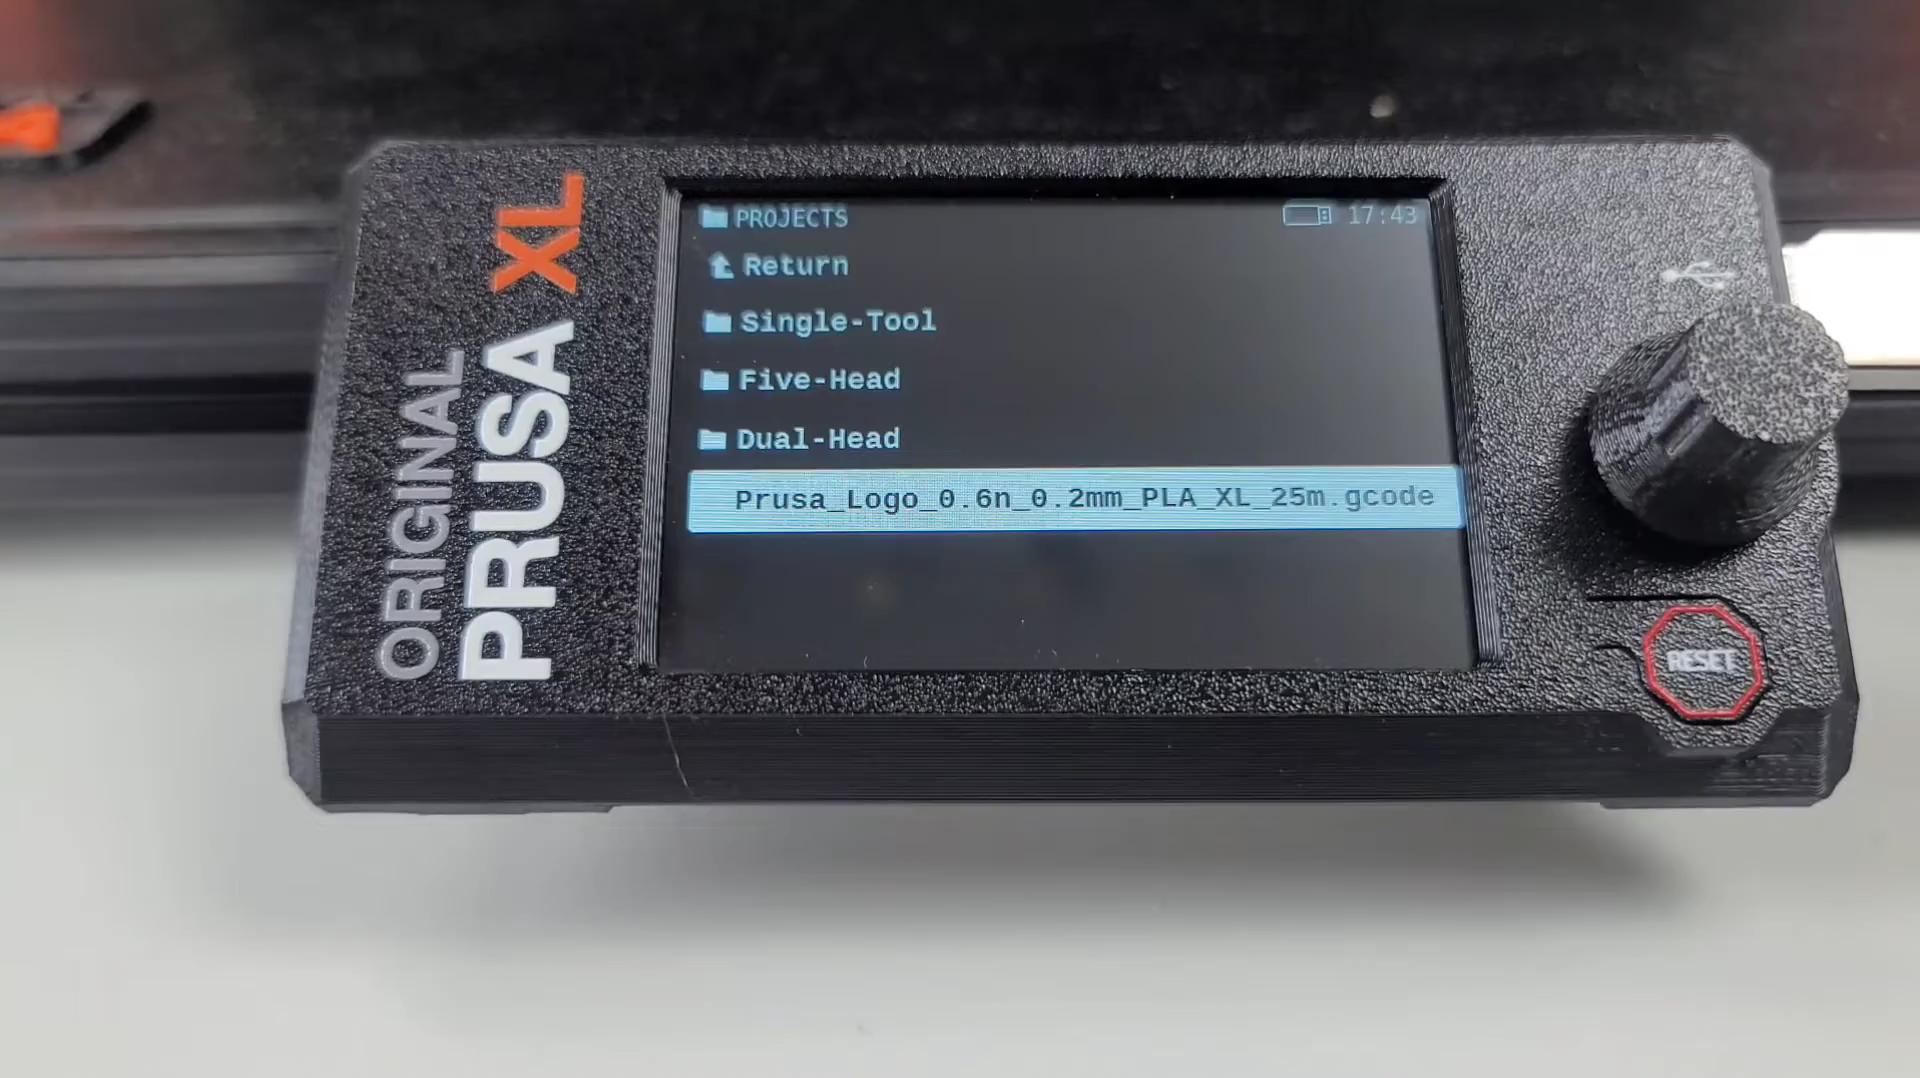 ORIGINAL
PRUSA XL
PROJECTS 17:43
Return
Single-Tool
Five-Head
Dual-Head
Prusa_Logo_0.6n_0.2mm_PLA_XL_25m.gcode
RESET